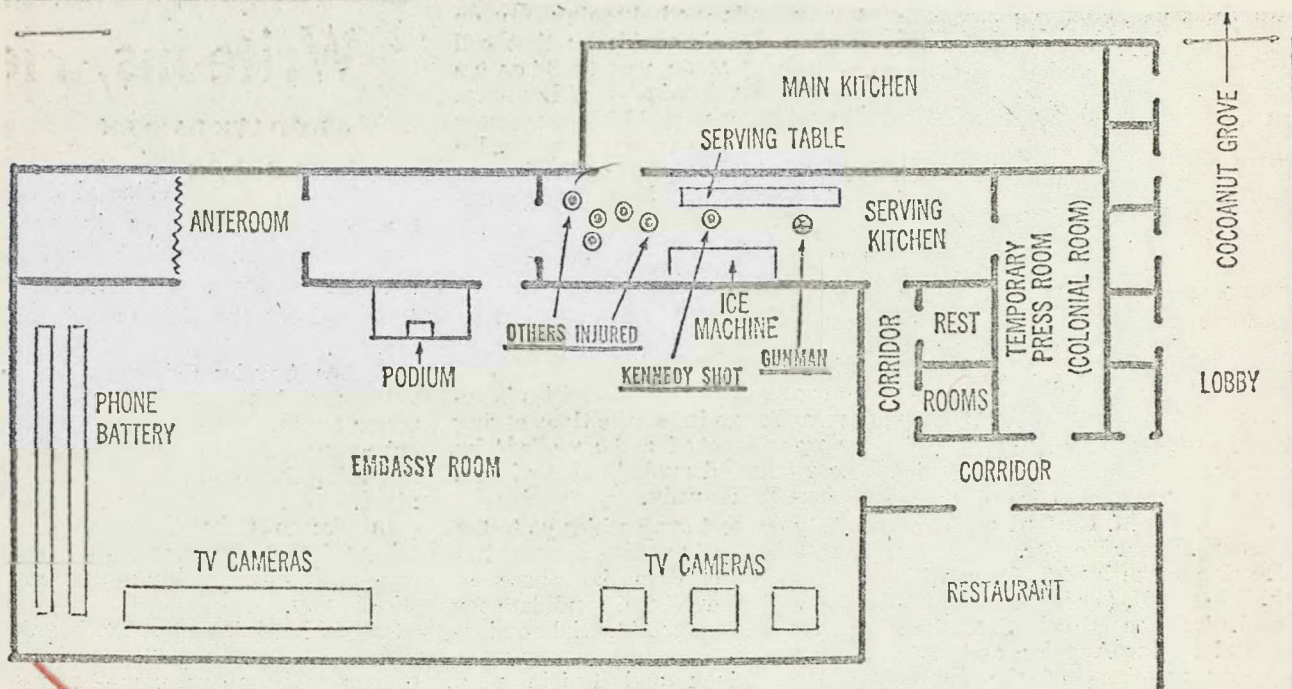 MAIN KITCHEN
SERVING TABLE
COCOANUT GROVE
ANTEROOM
SERVING
KITCHEN
TEMPORARY
PRESS ROOM
(COLONIAL ROOM)
ICE
MACHINE
OTHERS INJURED
KENNEDY SHOT
GUNMAN
CORRIDOR
REST
ROOMS
LOBBY
PODIUM
PHONE
BATTERY
EMBASSY ROOM
CORRIDOR
TV CAMERAS
TV CAMERAS
RESTAURANT